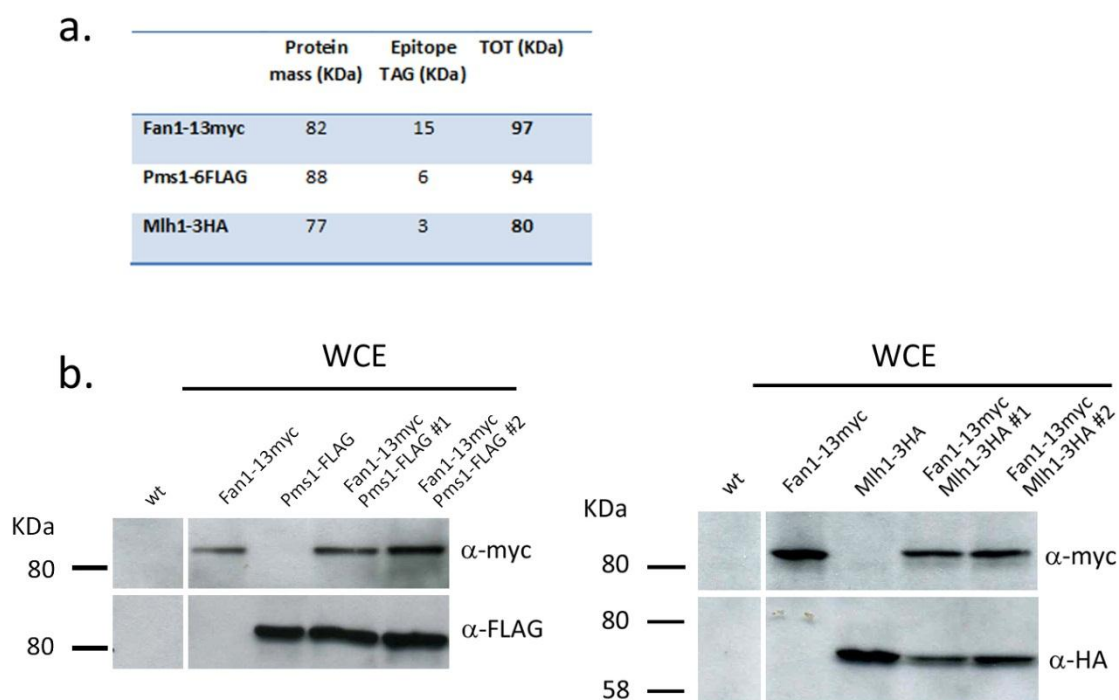 a.
Protein mass (KDa) Epitope TAG (KDa) TOT (KDa)
Fan1-13myc 82 15 97
Pms1-6FLAG 88 6 94
Mlh1-3HA 77 3 80
b.
WCE
wt
Fan1-13myc
Pms1-FLAG
Fan1-13myc
Pms1-FLAG #1
Fan1-13myc
Pms1-FLAG #2
KDa
80
α-myc
80
α-FLAG
WCE
wt
Fan1-13myc
Mlh1-3HA
Fan1-13myc
Mlh1-3HA #1
Fan1-13myc
Mlh1-3HA #2
KDa
80
α-myc
80
α-HA
58